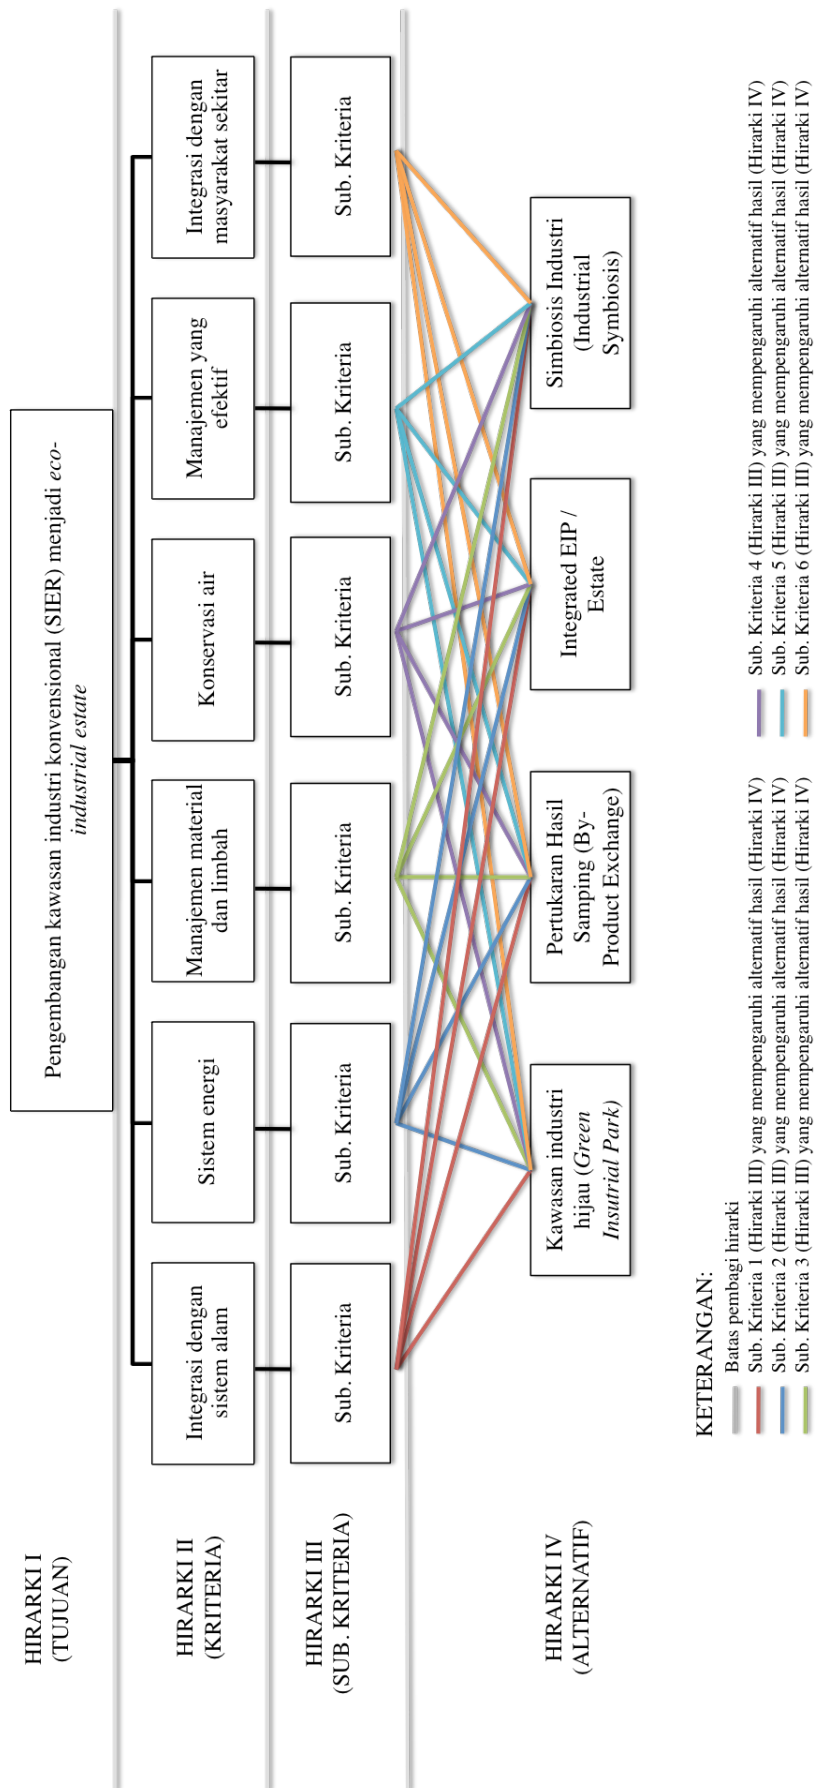 HIRARKI I
(TUJUAN)
Pengembangan kawasan industri konvensional (SIER) menjadi eco-
industrial estate
HIRARKI II
(KRITERIA)
Integrasi dengan
sistem alam
Sistem energi
Manajemen material
dan limbah
Konservasi air
Manajemen yang
efektif
Integrasi dengan
masyarakat sekitar
HIRARKI III
(SUB. KRITERIA)
Sub. Kriteria
Sub. Kriteria
Sub. Kriteria
Sub. Kriteria
Sub. Kriteria
Sub. Kriteria
HIRARKI IV
(ALTERNATIF)
Kawasan industri
hijau (Green
Insutrial Park)
Pertukaran Hasil
Samping (By-
Product Exchange)
Integrated EIP /
Estate
Simbiosis Industri
(Industrial
Symbiosis)
KETERANGAN:
Batas pembagi hirarki
Sub. Kriteria 1 (Hirarki III) yang mempengaruhi alternatif hasil (Hirarki IV)
Sub. Kriteria 2 (Hirarki III) yang mempengaruhi alternatif hasil (Hirarki IV)
Sub. Kriteria 3 (Hirarki III) yang mempengaruhi alternatif hasil (Hirarki IV)
Sub. Kriteria 4 (Hirarki III) yang mempengaruhi alternatif hasil (Hirarki IV)
Sub. Kriteria 5 (Hirarki III) yang mempengaruhi alternatif hasil (Hirarki IV)
Sub. Kriteria 6 (Hirarki III) yang mempengaruhi alternatif hasil (Hirarki IV)